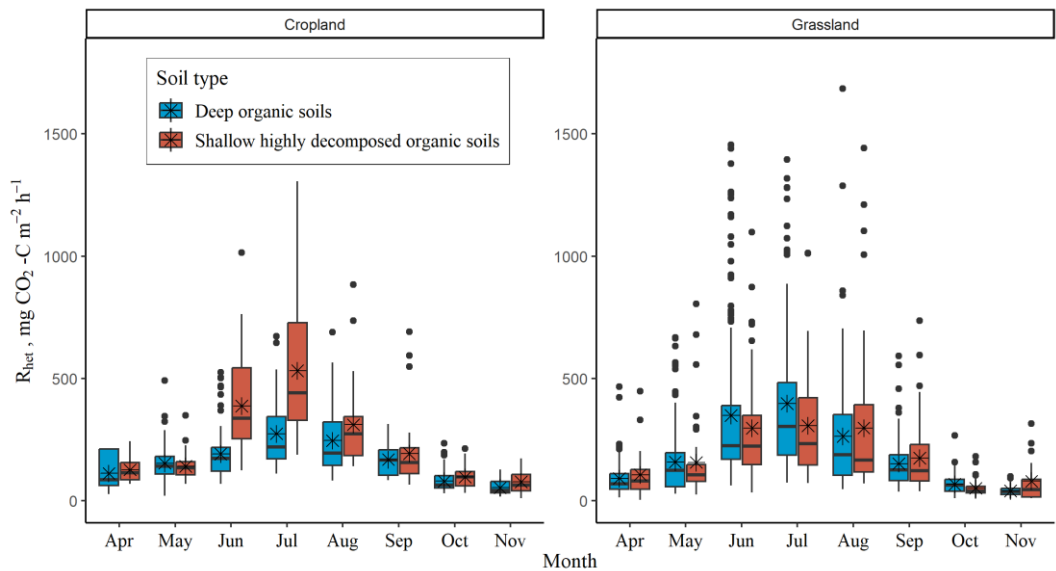 Cropland
Grassland
Soil type
Deep organic soils
Shallow highly decomposed organic soils
R_het , mg CO₂ -C m⁻² h⁻¹
1500
1000
500
0
1500
1000
500
0
Apr May Jun Jul Aug Sep Oct Nov
Apr May Jun Jul Aug Sep Oct Nov
Month